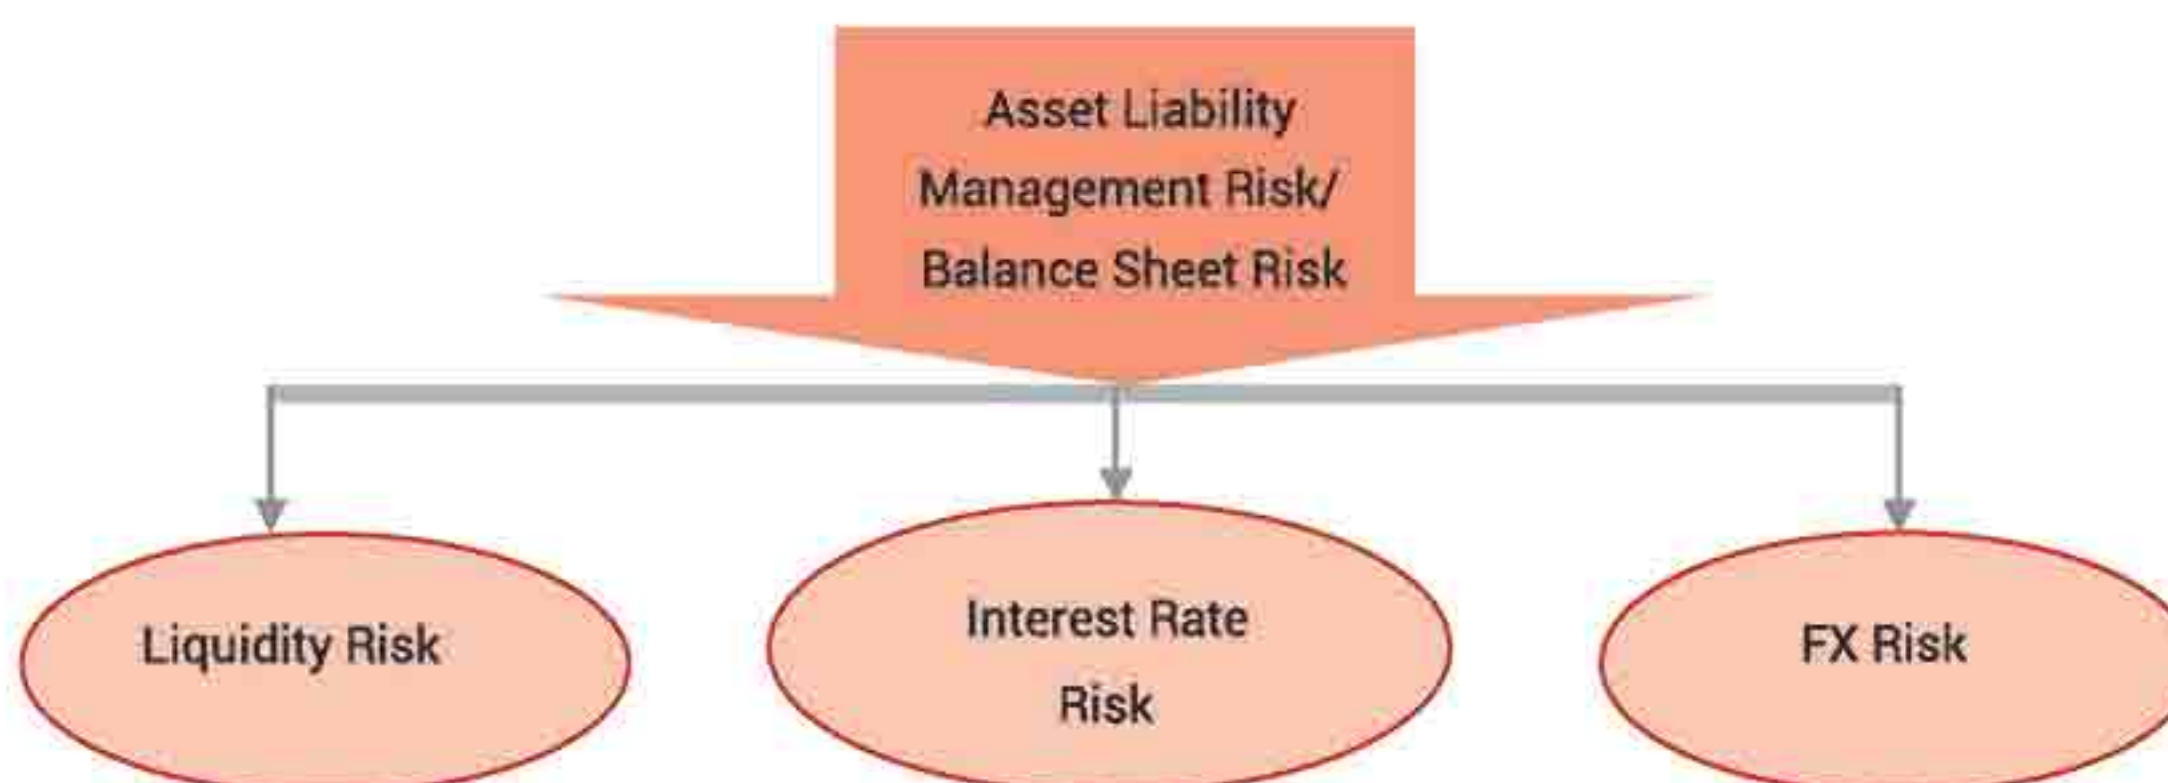 Asset Liability
Management Risk/
Balance Sheet Risk
Liquidity Risk
Interest Rate
Risk
FX Risk